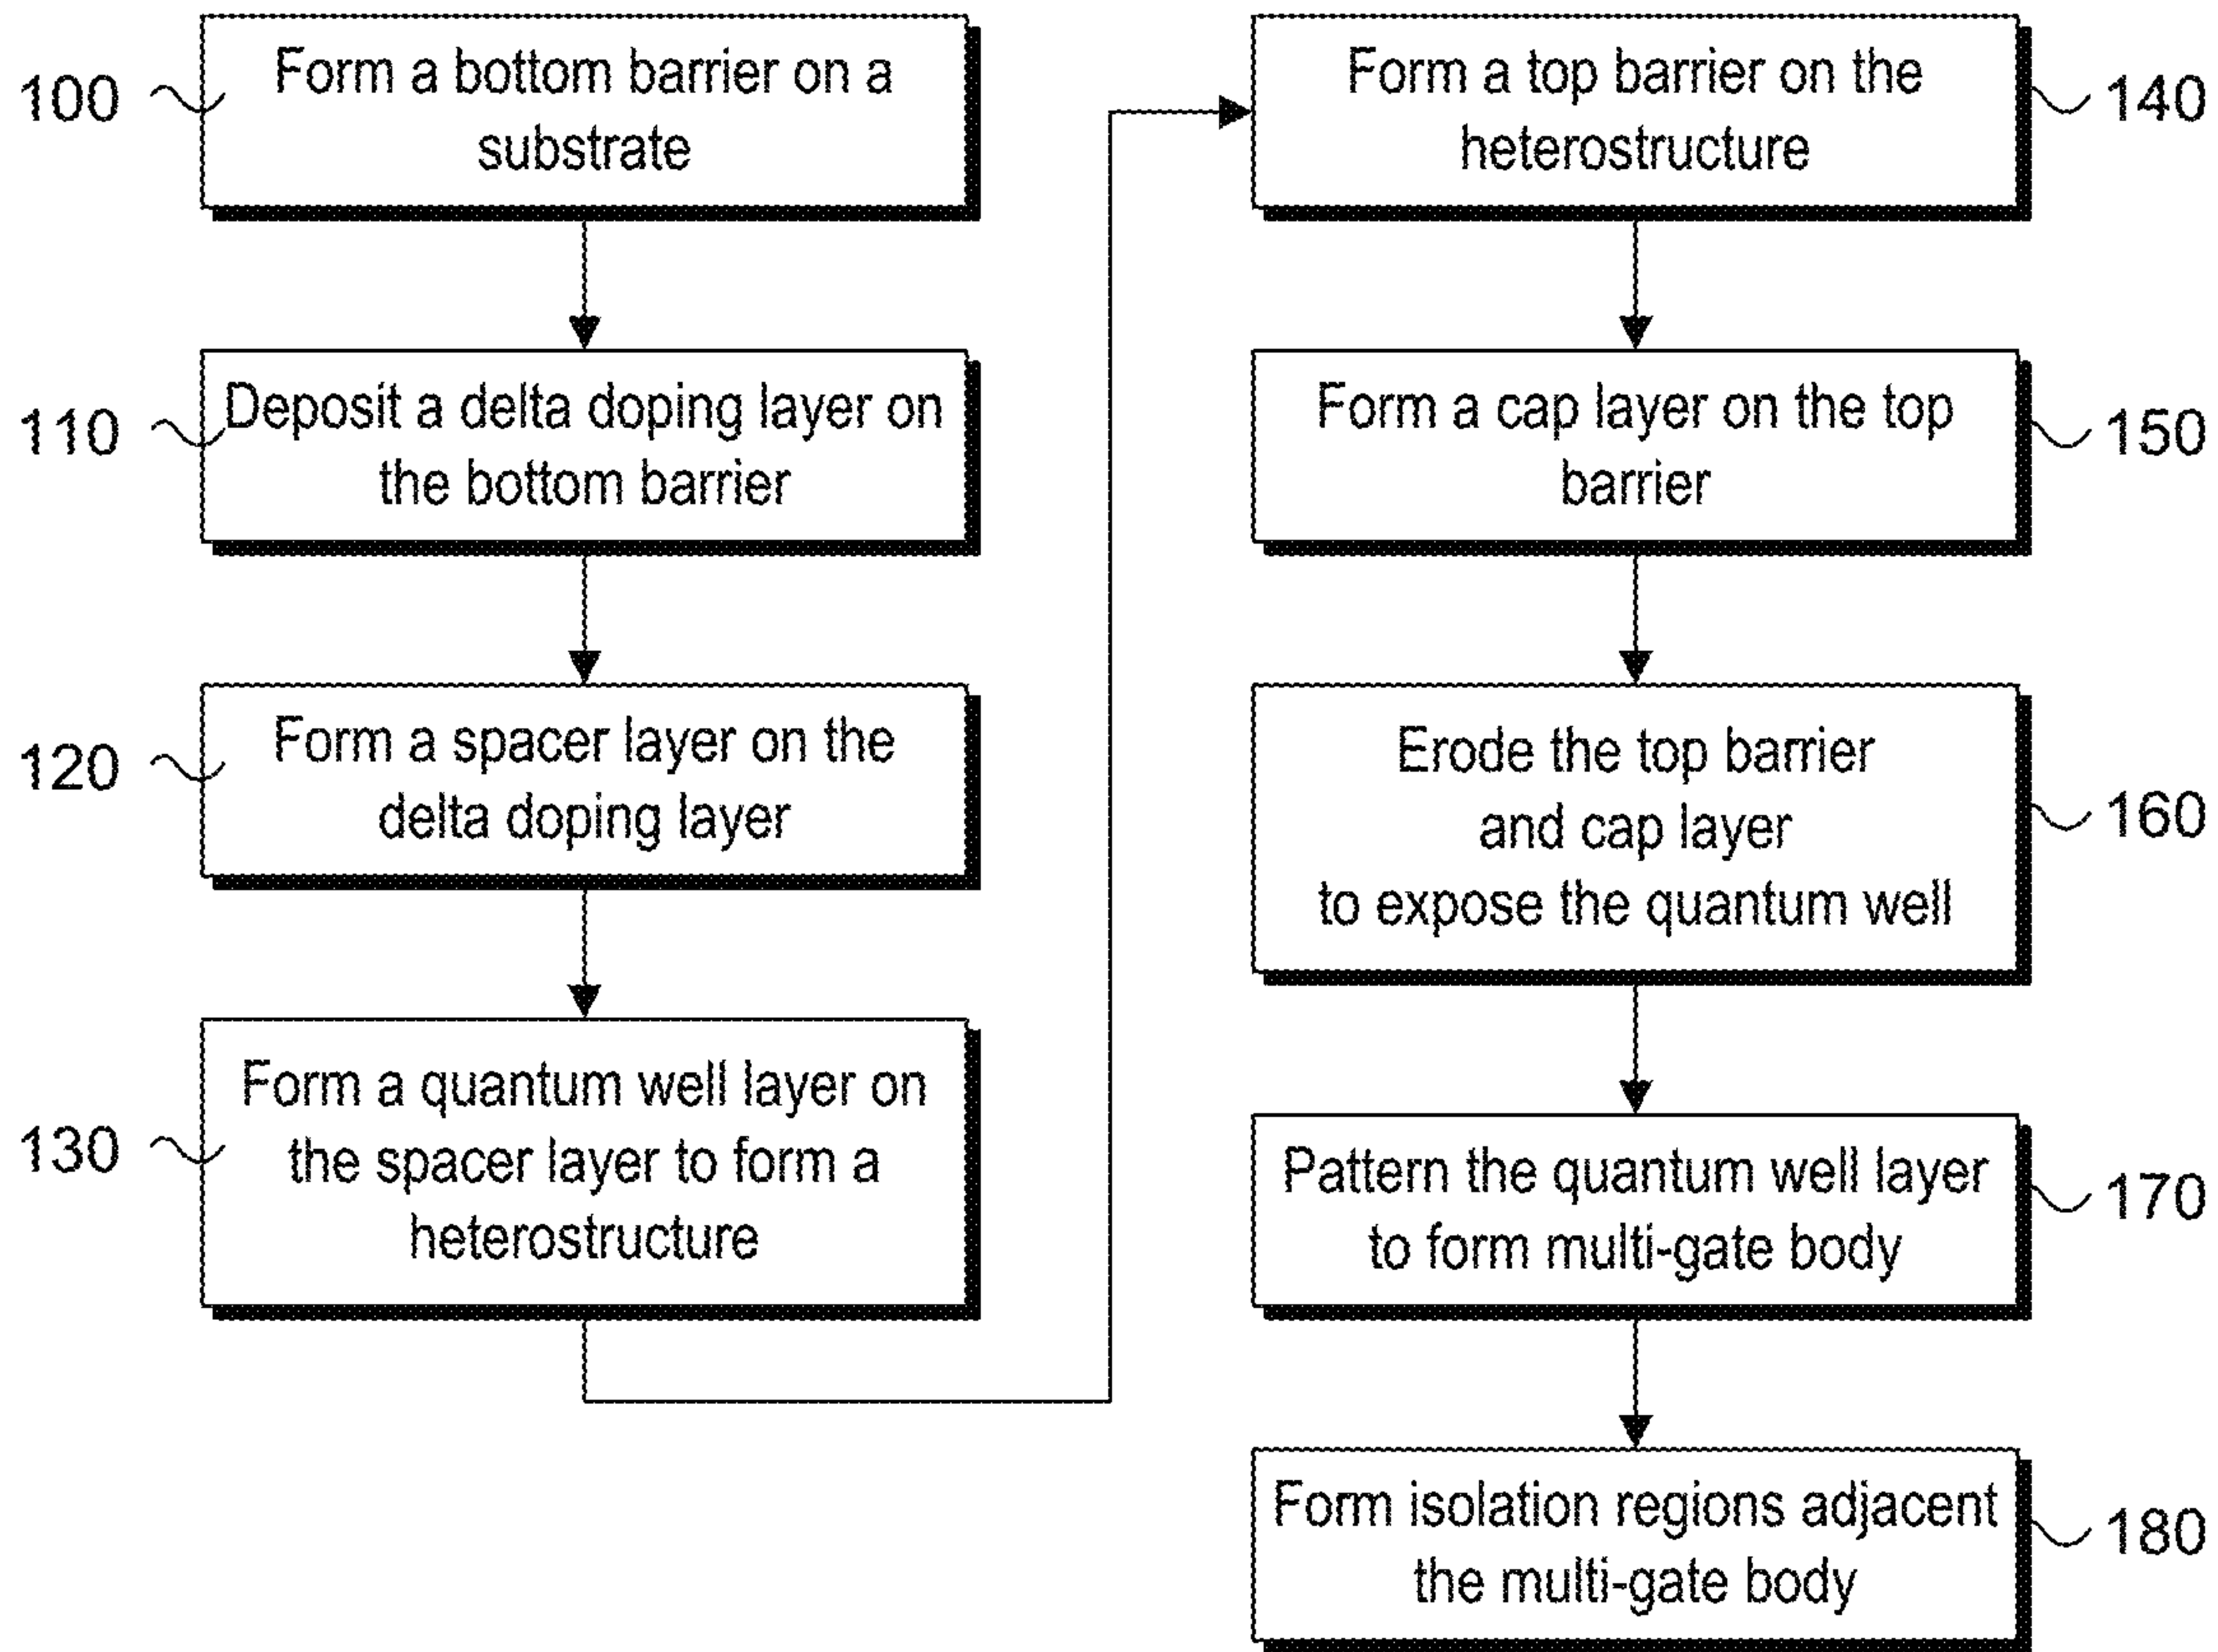 100
Form a bottom barrier on a
substrate
110
Deposit a delta doping layer on
the bottom barrier
120
Form a spacer layer on the
delta doping layer
130
Form a quantum well layer on
the spacer layer to form a
heterostructure
Form a top barrier on the
heterostructure
140
Form a cap layer on the top
barrier
150
Erode the top barrier
and cap layer
to expose the quantum well
160
Pattern the quantum well layer
to form multi-gate body
170
Form isolation regions adjacent
the multi-gate body
180